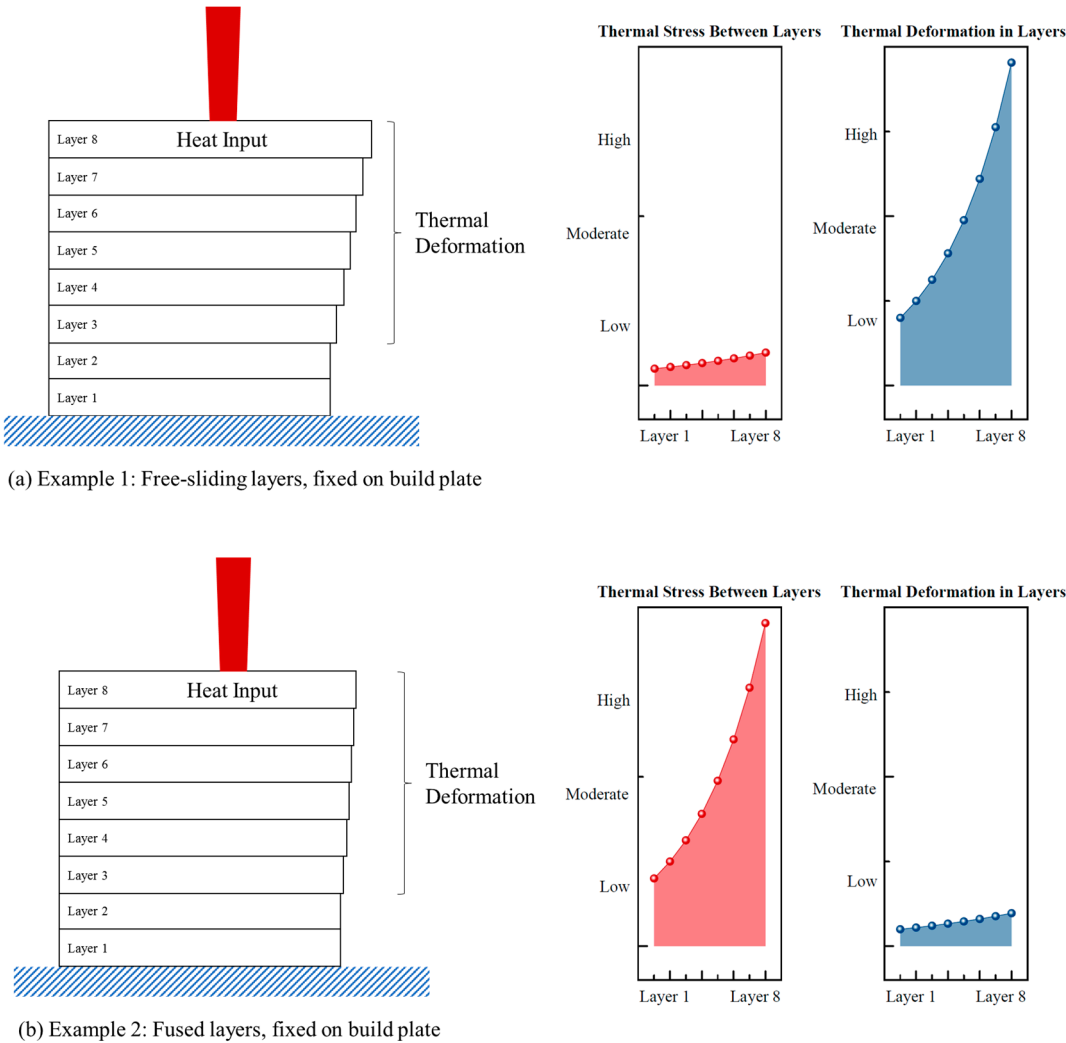 Thermal Stress Between Layers
Thermal Deformation in Layers
Layer 8
Heat Input
Layer 7
Layer 6
Layer 5
Layer 4
Layer 3
Layer 2
Layer 1
Thermal
Deformation
High
Moderate
Low
Layer 1
Layer 8
High
Moderate
Low
Layer 1
Layer 8
(a) Example 1: Free-sliding layers, fixed on build plate
Thermal Stress Between Layers
Thermal Deformation in Layers
Layer 8
Heat Input
Layer 7
Layer 6
Layer 5
Layer 4
Layer 3
Layer 2
Layer 1
Thermal
Deformation
High
Moderate
Low
Layer 1
Layer 8
High
Moderate
Low
Layer 1
Layer 8
(b) Example 2: Fused layers, fixed on build plate